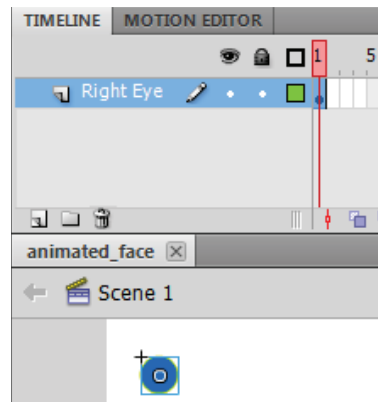 TIMELINE MOTION EDITOR
1 5
Right Eye
animated_face
Scene 1